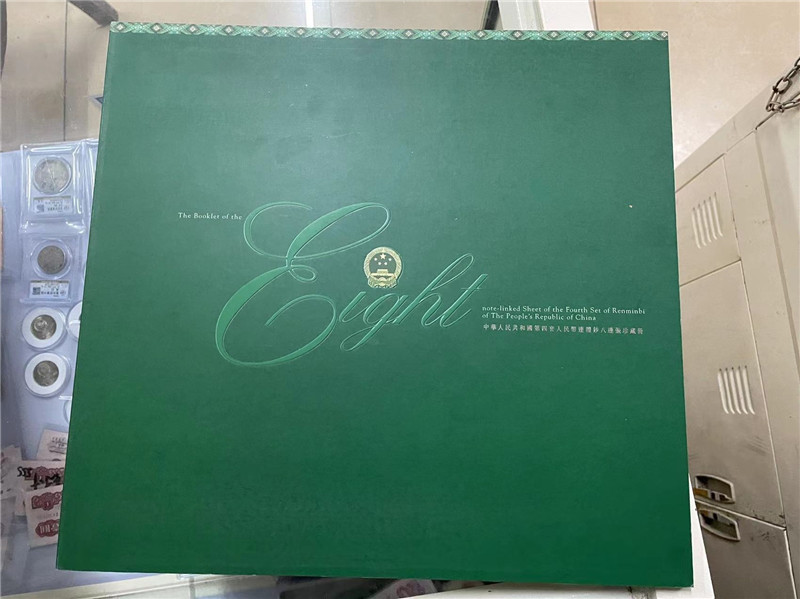 The Booklet of the
Eight
note-linked Sheet of the Fourth Set of Renminbi
of The People's Republic of China
中華人民共和國第四套人民幣連體鈔八連張珍藏冊